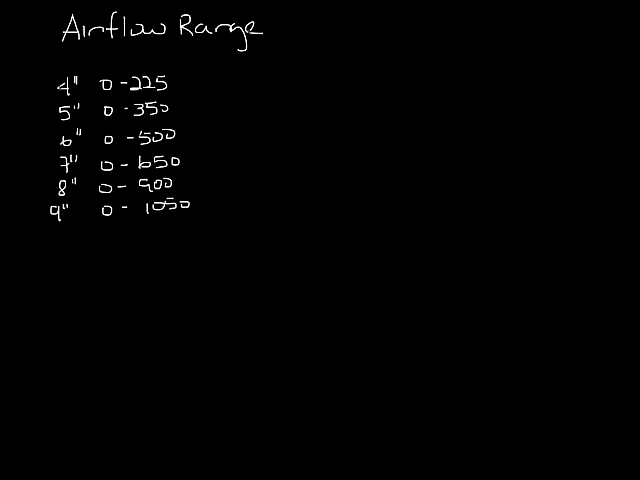 Airflow Range
4" 0 - 225
5" 0 - 350
6" 0 - 500
7" 0 - 650
8" 0 - 900
9" 0 - 1050